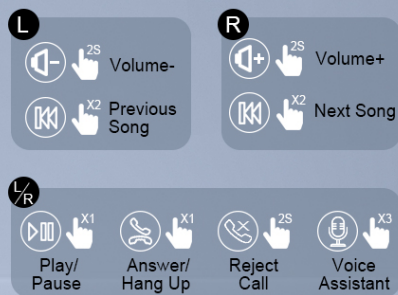 L
2S
Volume-
X2
Previous
Song
R
2S
Volume+
X2
Next Song
L/R
X1
Play/
Pause
X1
Answer/
Hang Up
2S
Reject
Call
X3
Voice
Assistant